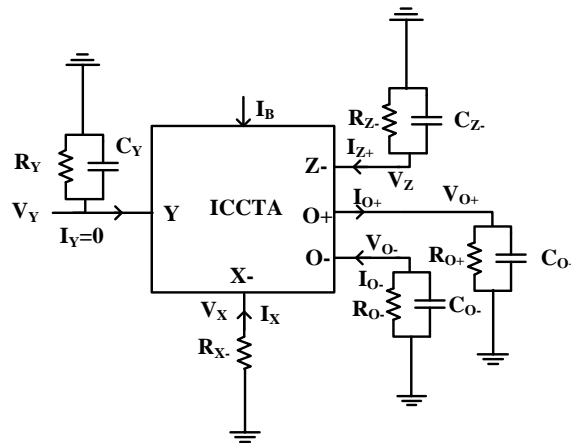 I_B
R_Z-
C_Z-
C_Y
R_Y
I_Z+
Z-
V_Z
V_Y
Y
ICCTA
I_O+
V_O+
O+
I_Y=0
V_O-
O-
R_O+
C_O-
X-
I_O-
R_O-
C_O-
V_X
I_X
R_X-